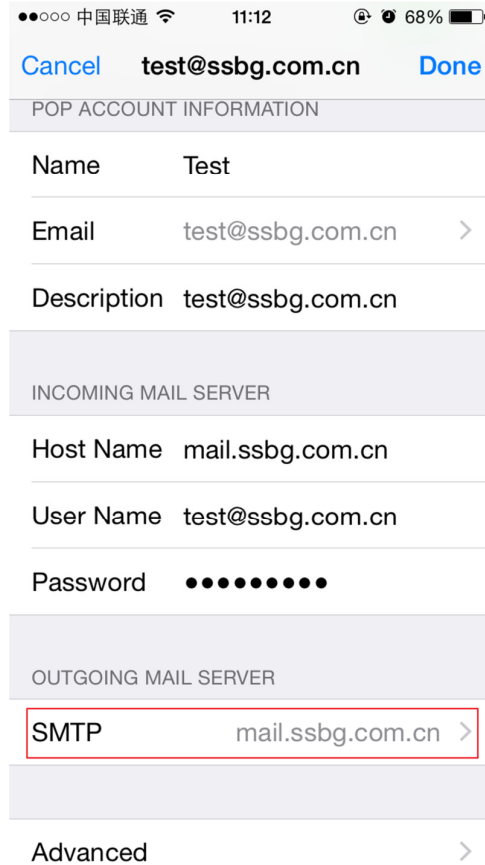 中国联通 11:12 68%
Cancel test@ssbg.com.cn Done
POP ACCOUNT INFORMATION
Name Test
Email test@ssbg.com.cn
Description test@ssbg.com.cn
INCOMING MAIL SERVER
Host Name mail.ssbg.com.cn
User Name test@ssbg.com.cn
Password ●●●●●●●●●
OUTGOING MAIL SERVER
SMTP mail.ssbg.com.cn
Advanced